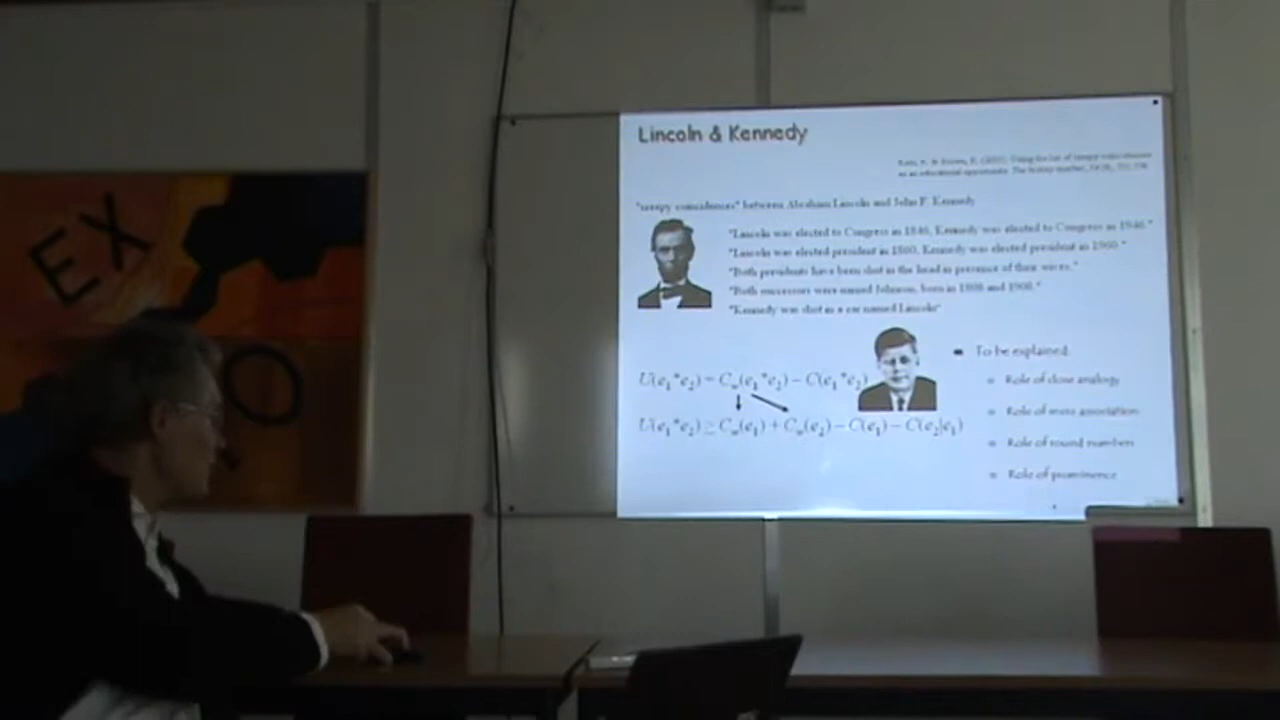 EX
O
Lincoln & Kennedy
"creepy coincidences" between Abraham Lincoln and John F. Kennedy
"Lincoln was elected to Congress in 1846, Kennedy was elected to Congress in 1946."
"Lincoln was elected president in 1860, Kennedy was elected president in 1960."
"Both presidents have been shot in the head in presence of their wives."
"Both successors were named Johnson, born in 1808 and 1908."
"Kennedy was shot in a car named Lincoln"
To be explained:
Role of close analogy
Role of mere association
Role of round numbers
Role of prominence
U(e₁*e₂) = Cw(e₁*e₂) – C(e₁*e₂)
U(e₁*e₂) ≥ Cw(e₁) + Cw(e₂) – C(e₁) – C(e₂|e₁)